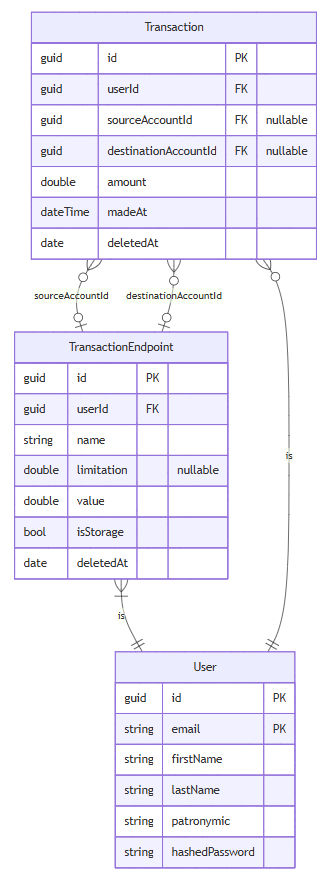 Transaction
guid id PK
guid userId FK
guid sourceAccountId FK nullable
guid destinationAccountId FK nullable
double amount
dateTime madeAt
date deletedAt
sourceAccountId destinationAccountId
TransactionEndpoint
guid id PK
guid userId FK
string name
double limitation nullable
double value
bool isStorage
date deletedAt
is
is
User
guid id PK
string email PK
string firstName
string lastName
string patronymic
string hashedPassword